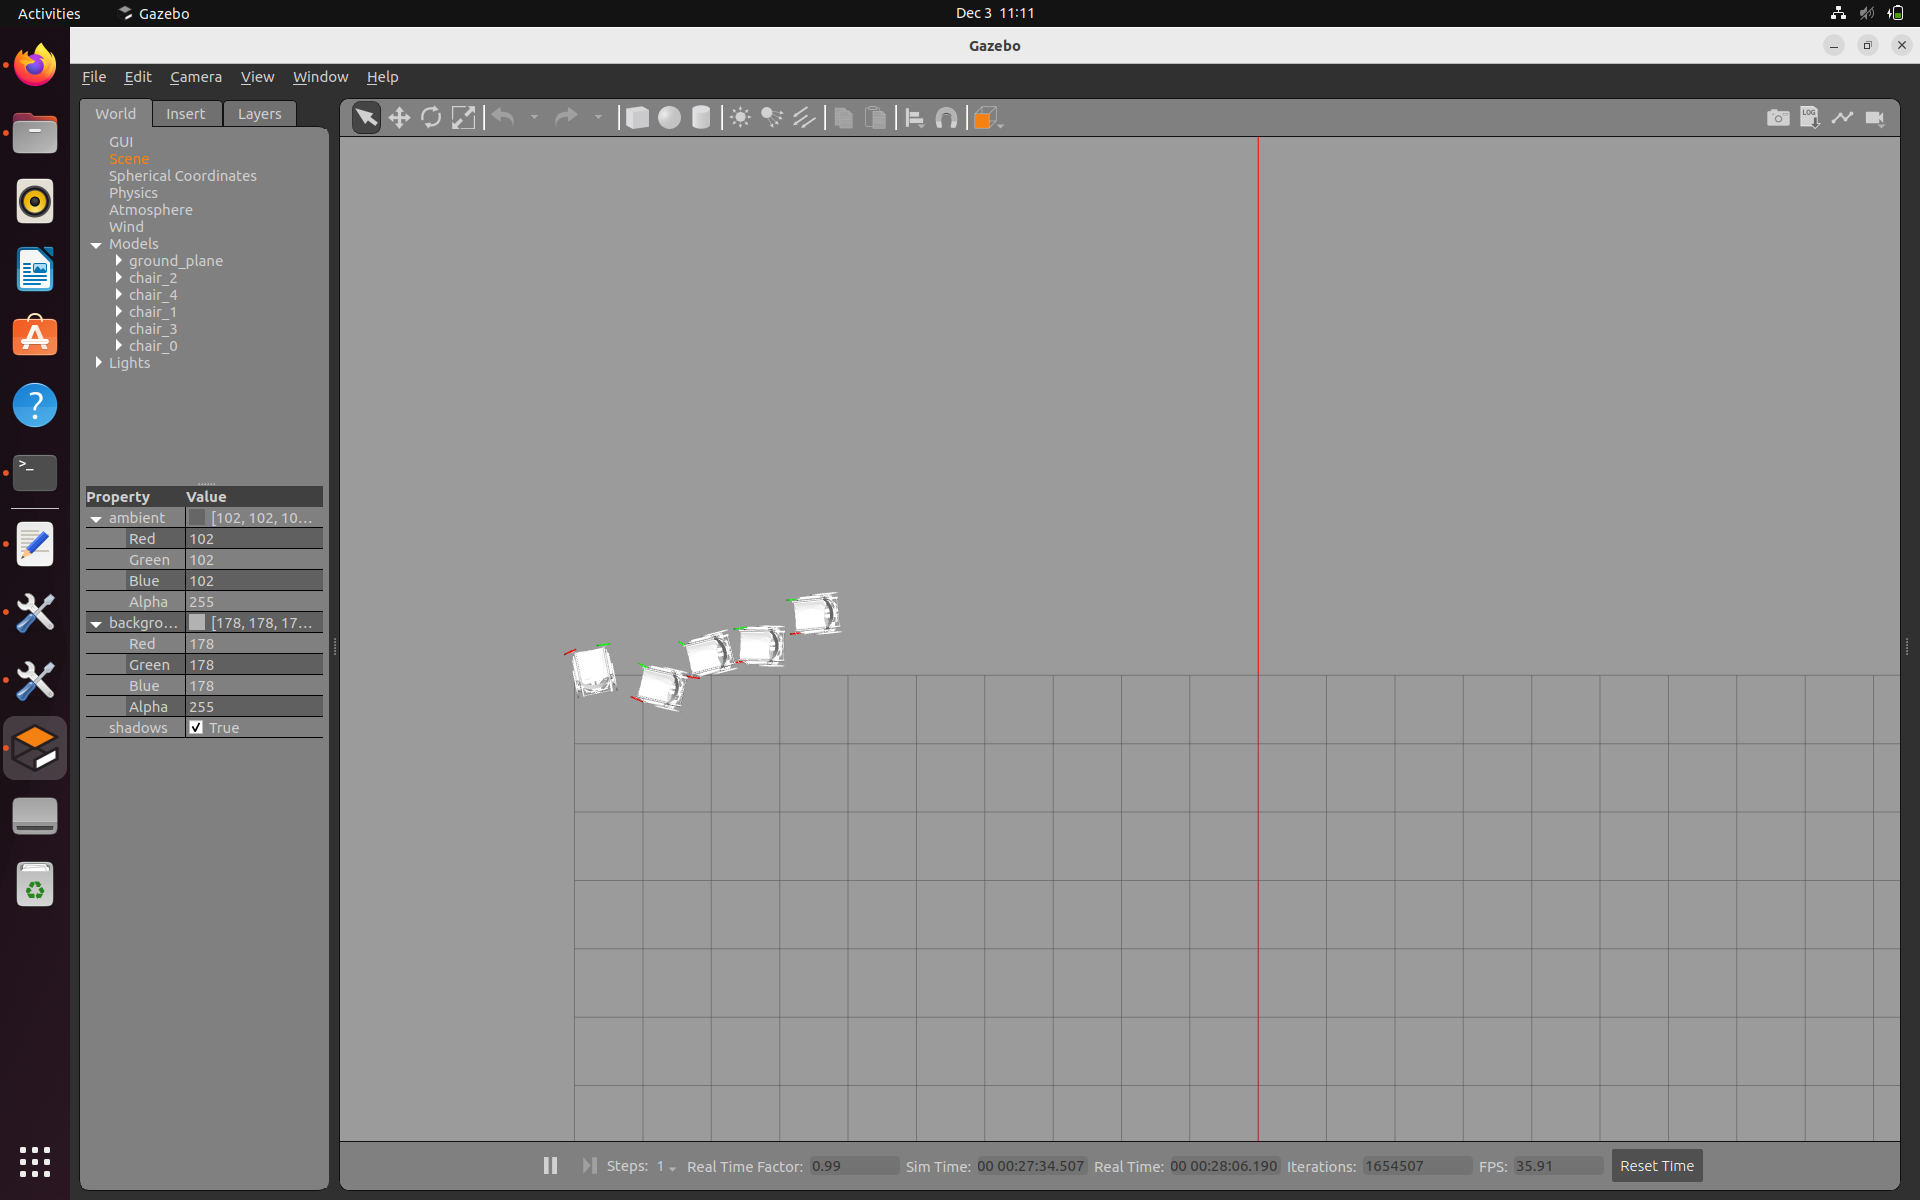 Activities Gazebo Dec 3 11:11
Gazebo
File Edit Camera View Window Help
World Insert Layers
LOG
GUI
Scene
Spherical Coordinates
Physics
Atmosphere
Wind
Models
ground_plane
chair_2
chair_4
chair_1
chair_3
chair_0
Lights
Property Value
ambient [102, 102, 10...
Red 102
Green 102
Blue 102
Alpha 255
backgro... [178, 178, 17...
Red 178
Green 178
Blue 178
Alpha 255
shadows True
Steps: 1 Real Time Factor: 0.99 Sim Time: 00 00:27:34.507 Real Time: 00 00:28:06.190 Iterations: 1654507 FPS: 35.91 Reset Time